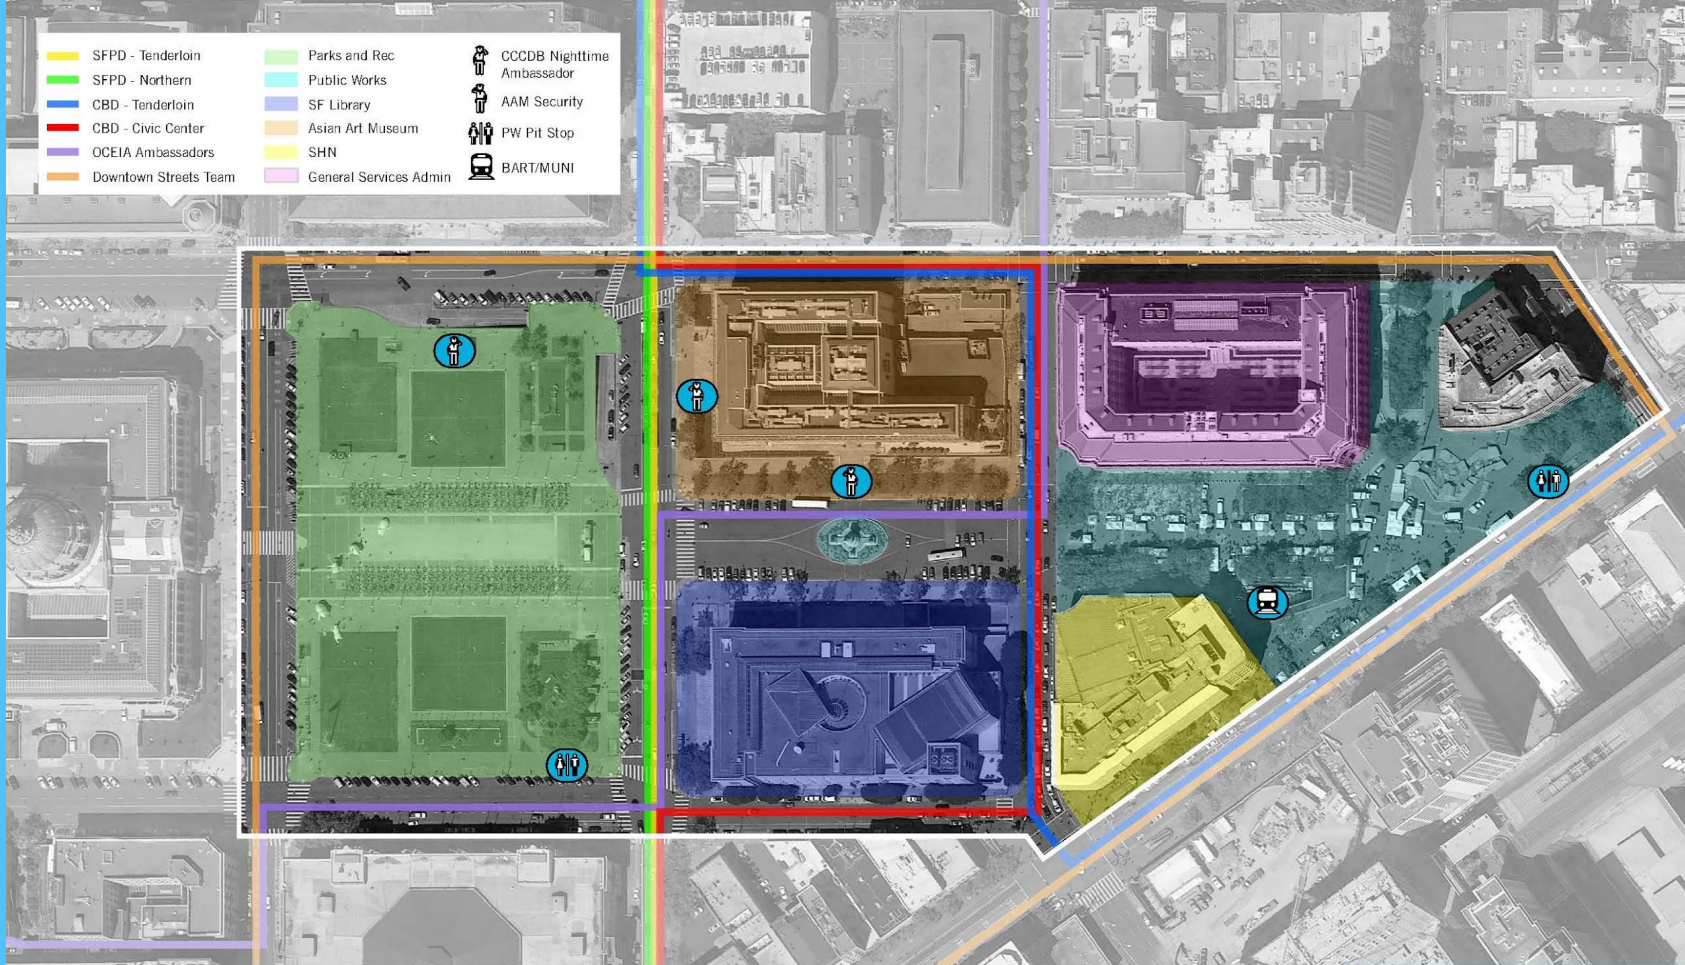 SFPD - Tenderloin
SFPD - Northern
CBD - Tenderloin
CBD - Civic Center
OCEIA Ambassadors
Downtown Streets Team
Parks and Rec
Public Works
SF Library
Asian Art Museum
SHN
General Services Admin
CCCDB Nighttime
Ambassador
AAM Security
PW Pit Stop
BART/MUNI